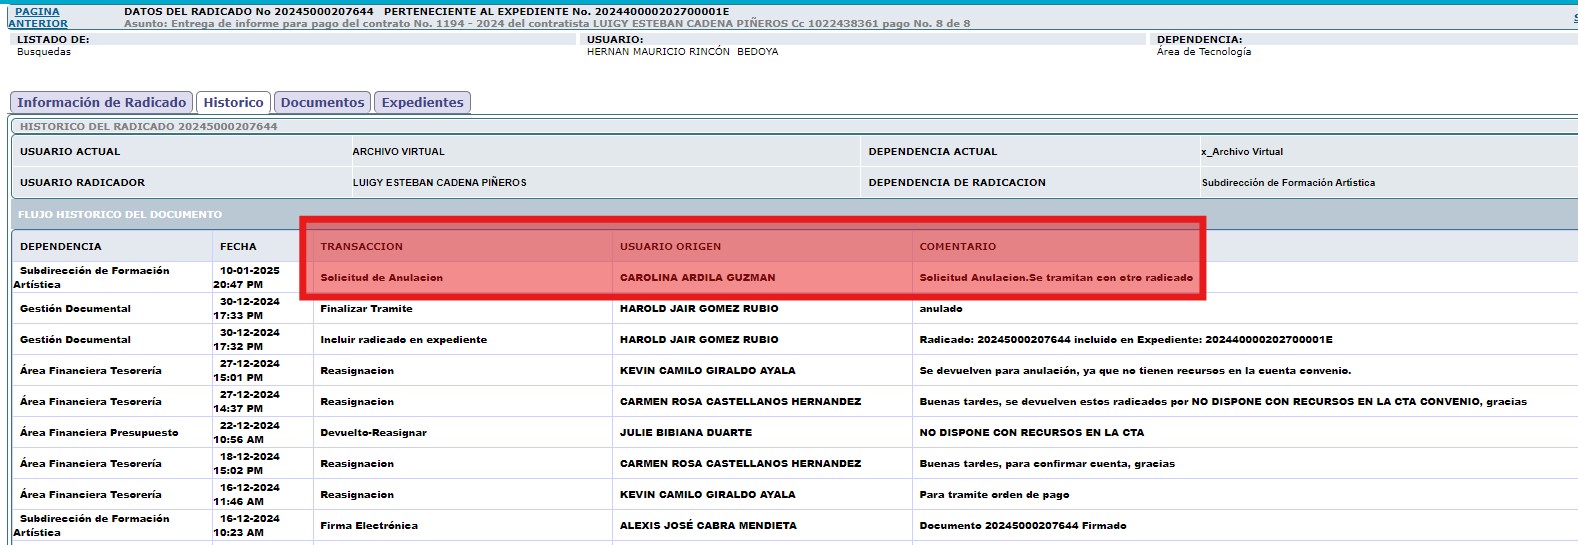 PAGINA ANTERIOR
DATOS DEL RADICADO No 20245000207644 PERTENECIENTE AL EXPEDIENTE No. 20244000202700001E
Asunto: Entrega de informe para pago del contrato No. 1194 - 2024 del contratista LUIGY ESTEBAN CADENA PIÑEROS Cc 1022438361 pago No. 8 de 8
LISTADO DE: USUARIO: DEPENDENCIA:
Busquedas HERNAN MAURICIO RINCÓN BEDOYA Área de Tecnología
Información de Radicado Historico Documentos Expedientes
HISTORICO DEL RADICADO 20245000207644
USUARIO ACTUAL ARCHIVO VIRTUAL DEPENDENCIA ACTUAL x_Archivo Virtual
USUARIO RADICADOR LUIGY ESTEBAN CADENA PIÑEROS DEPENDENCIA DE RADICACION Subdirección de Formación Artística
FLUJO HISTORICO DEL DOCUMENTO
DEPENDENCIA FECHA TRANSACCION USUARIO ORIGEN COMENTARIO
Subdirección de Formación Artística 10-01-2025 20:47 PM Solicitud de Anulacion CAROLINA ARDILA GUZMAN Solicitud Anulacion.Se tramitan con otro radicado
Gestión Documental 30-12-2024 17:33 PM Finalizar Tramite HAROLD JAIR GOMEZ RUBIO anulado
Gestión Documental 30-12-2024 17:32 PM Incluir radicado en expediente HAROLD JAIR GOMEZ RUBIO Radicado: 20245000207644 incluido en Expediente: 20244000202700001E
Área Financiera Tesorería 27-12-2024 15:01 PM Reasignacion KEVIN CAMILO GIRALDO AYALA Se devuelven para anulación, ya que no tienen recursos en la cuenta convenio.
Área Financiera Tesorería 27-12-2024 14:37 PM Reasignacion CARMEN ROSA CASTELLANOS HERNANDEZ Buenas tardes, se devuelven estos radicados por NO DISPONE CON RECURSOS EN LA CTA CONVENIO, gracias
Área Financiera Presupuesto 22-12-2024 10:56 AM Devuelto-Reasignar JULIE BIBIANA DUARTE NO DISPONE CON RECURSOS EN LA CTA
Área Financiera Tesorería 18-12-2024 15:02 PM Reasignacion CARMEN ROSA CASTELLANOS HERNANDEZ Buenas tardes, para confirmar cuenta, gracias
Área Financiera Tesorería 16-12-2024 11:46 AM Reasignacion KEVIN CAMILO GIRALDO AYALA Para tramite orden de pago
Subdirección de Formación Artística 16-12-2024 10:23 AM Firma Electrónica ALEXIS JOSÉ CABRA MENDIETA Documento 20245000207644 Firmado